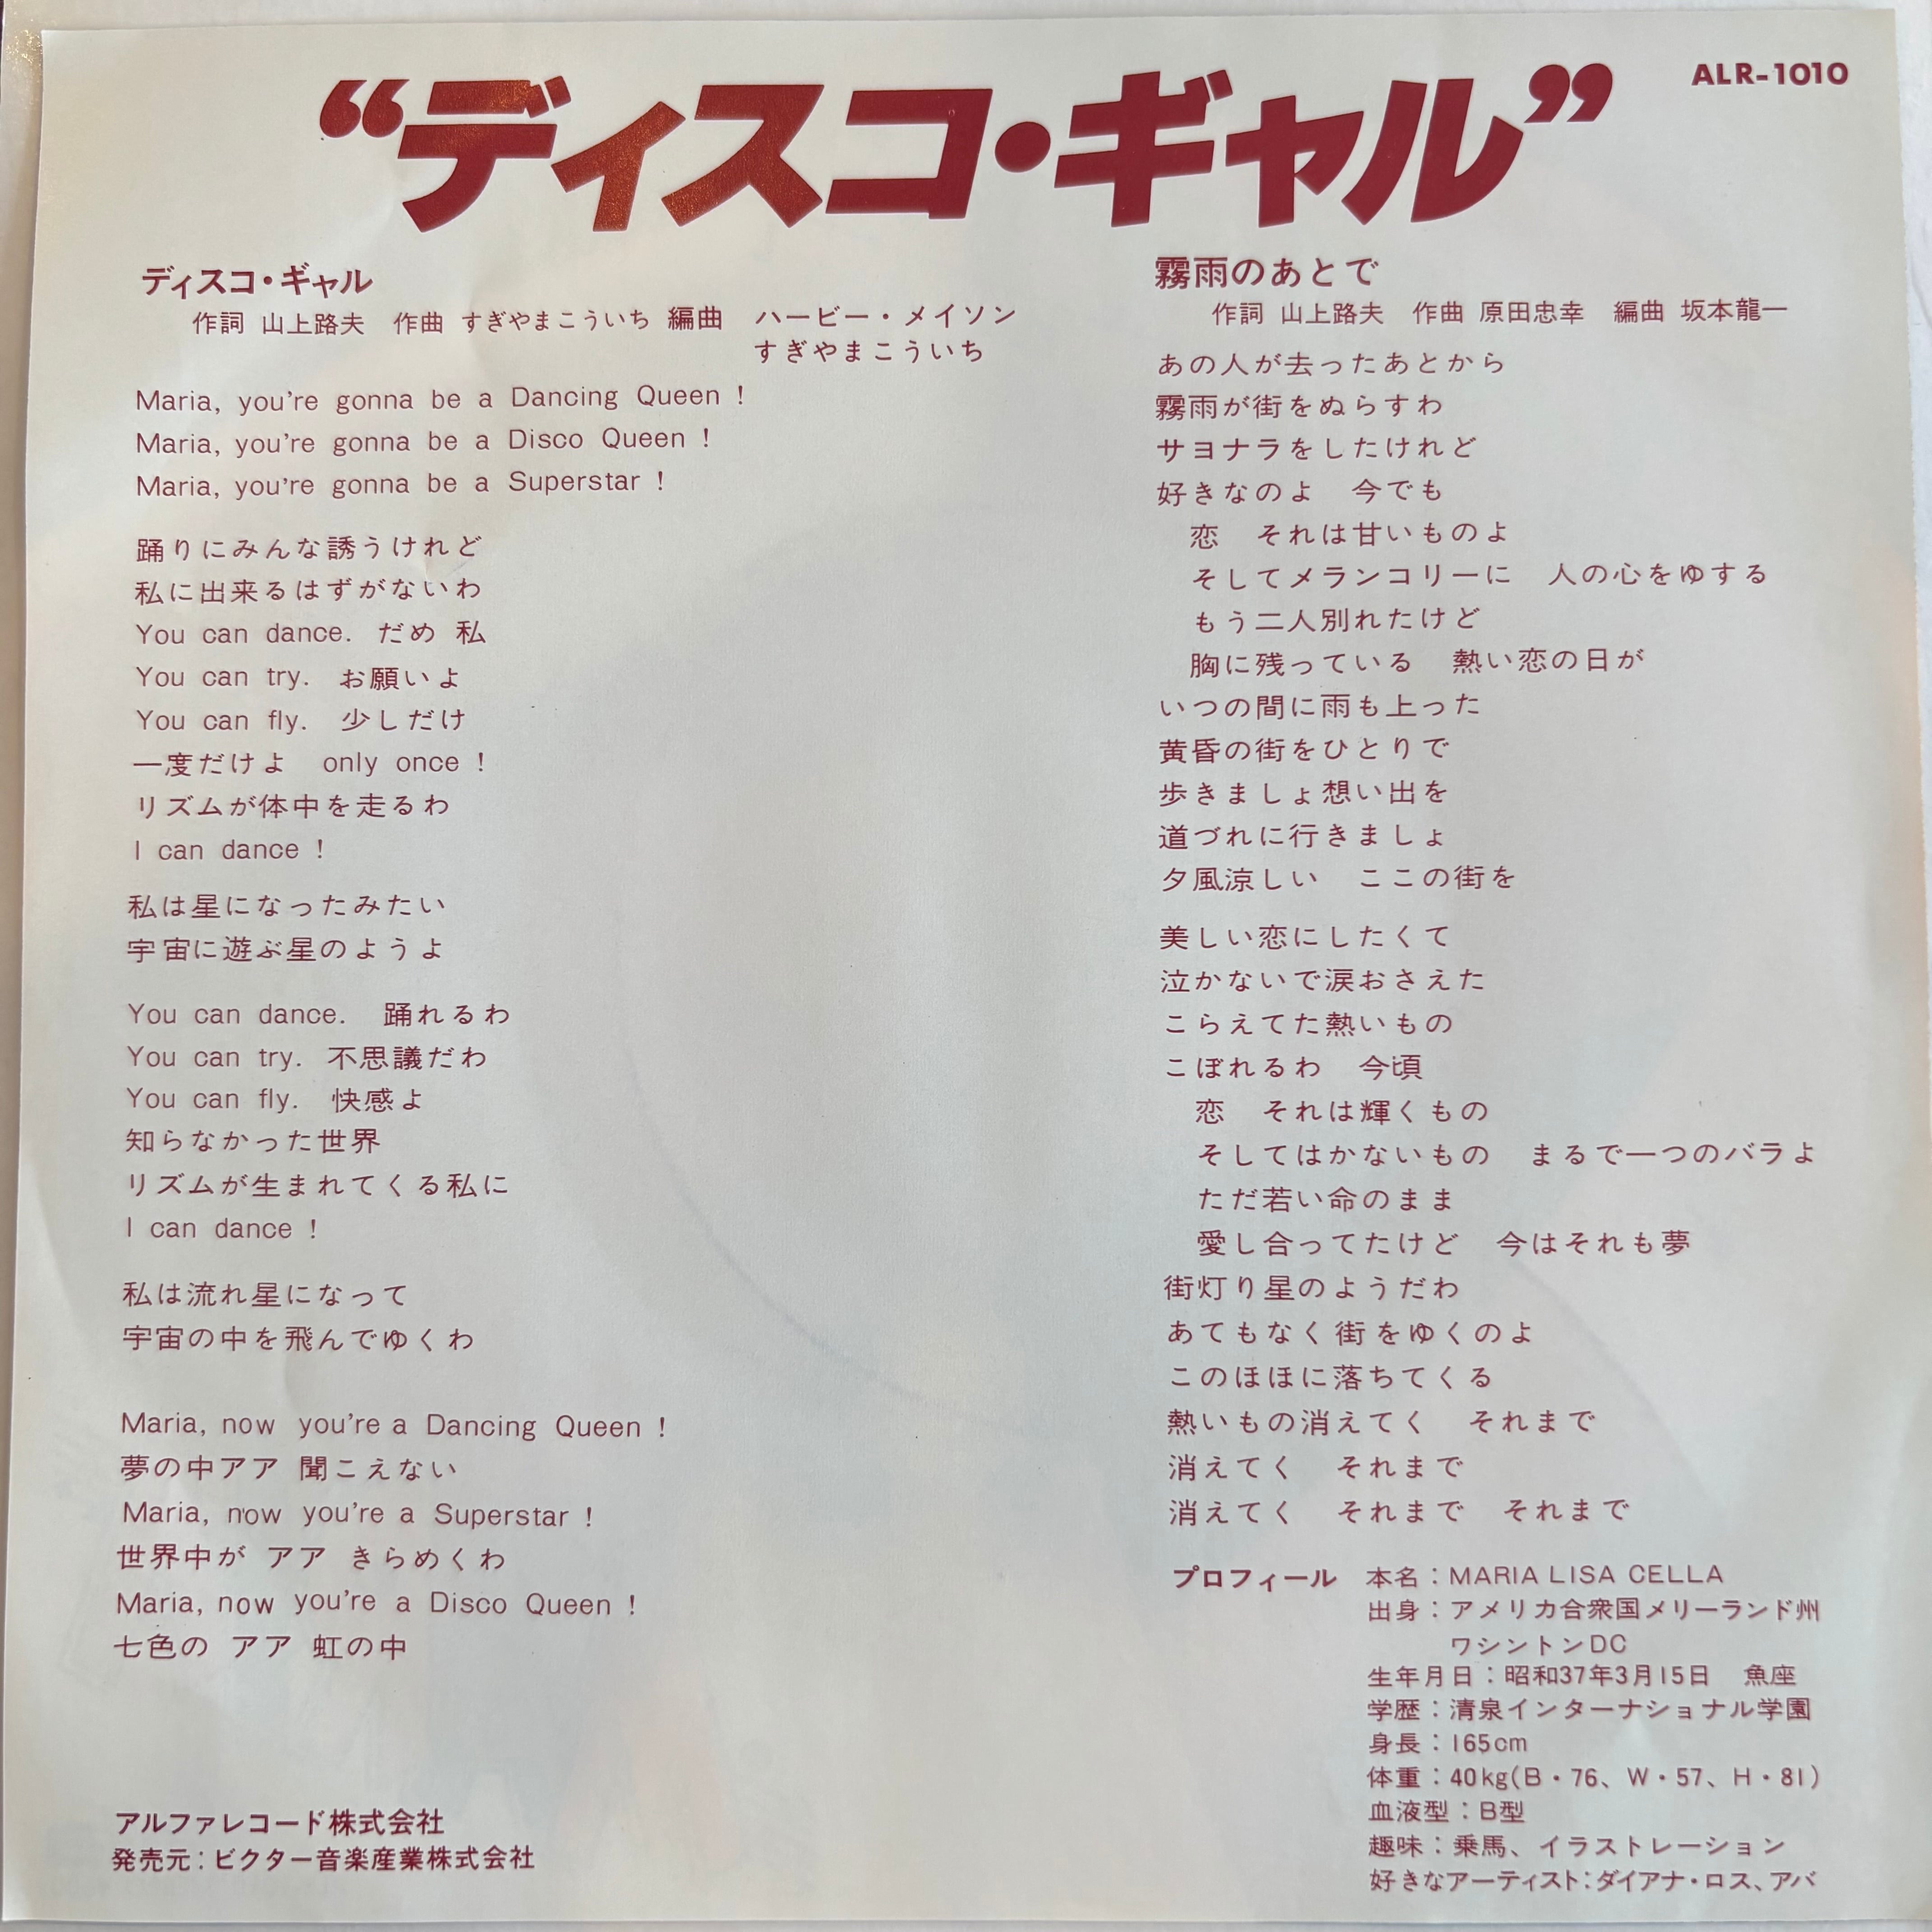 “ディスコ・ギャル”
ALR-1010
ディスコ・ギャル
作詞 山上路夫 作曲 すぎやまこういち 編曲 ハービー・メイソン
すぎやまこういち
Maria, you're gonna be a Dancing Queen !
Maria, you're gonna be a Disco Queen !
Maria, you're gonna be a Superstar !
踊りにみんな誘うけれど
私に出来るはずがないわ
You can dance. だめ 私
You can try. お願いよ
You can fly. 少しだけ
一度だけよ only once !
リズムが体中を走るわ
I can dance !
私は星になったみたい
宇宙に遊ぶ星のようよ
You can dance. 踊れるわ
You can try. 不思議だわ
You can fly. 快感よ
知らなかった世界
リズムが生まれてくる私に
I can dance !
私は流れ星になって
宇宙の中を飛んでゆくわ
Maria, now you're a Dancing Queen !
夢の中アア 聞こえない
Maria, now you're a Superstar !
世界中が アア きらめくわ
Maria, now you're a Disco Queen !
七色の アア 虹の中
アルファレコード株式会社
発売元:ビクター音楽産業株式会社
霧雨のあとで
作詞 山上路夫 作曲 原田忠幸 編曲 坂本龍一
あの人が去ったあとから
霧雨が街をぬらすわ
サヨナラをしたけれど
好きなのよ 今でも
恋 それは甘いものよ
そしてメランコリーに 人の心をゆする
もう二人別れたけど
胸に残っている 熱い恋の日が
いつの間に雨も上った
黄昏の街をひとりで
歩きましょ想い出を
道づれに行きましょ
夕風涼しい ここの街を
美しい恋にしたくて
泣かないで涙おさえた
こらえてた熱いもの
こぼれるわ 今頃
恋 それは輝くもの
そしてはかないもの まるで一つのバラよ
ただ若い命のまま
愛し合ってたけど 今はそれも夢
街灯り星のようだわ
あてもなく街をゆくのよ
このほほに落ちてくる
熱いもの消えてく それまで
消えてく それまで
消えてく それまで それまで
プロフィール 本名:MARIA LISA CELLA
出身:アメリカ合衆国メリーランド州
ワシントンDC
生年月日:昭和37年3月15日 魚座
学歴:清泉インターナショナル学園
身長:165cm
体重:40kg(B・76、W・57、H・81)
血液型:B型
趣味:乗馬、イラストレーション
好きなアーティスト:ダイアナ・ロス、アバ